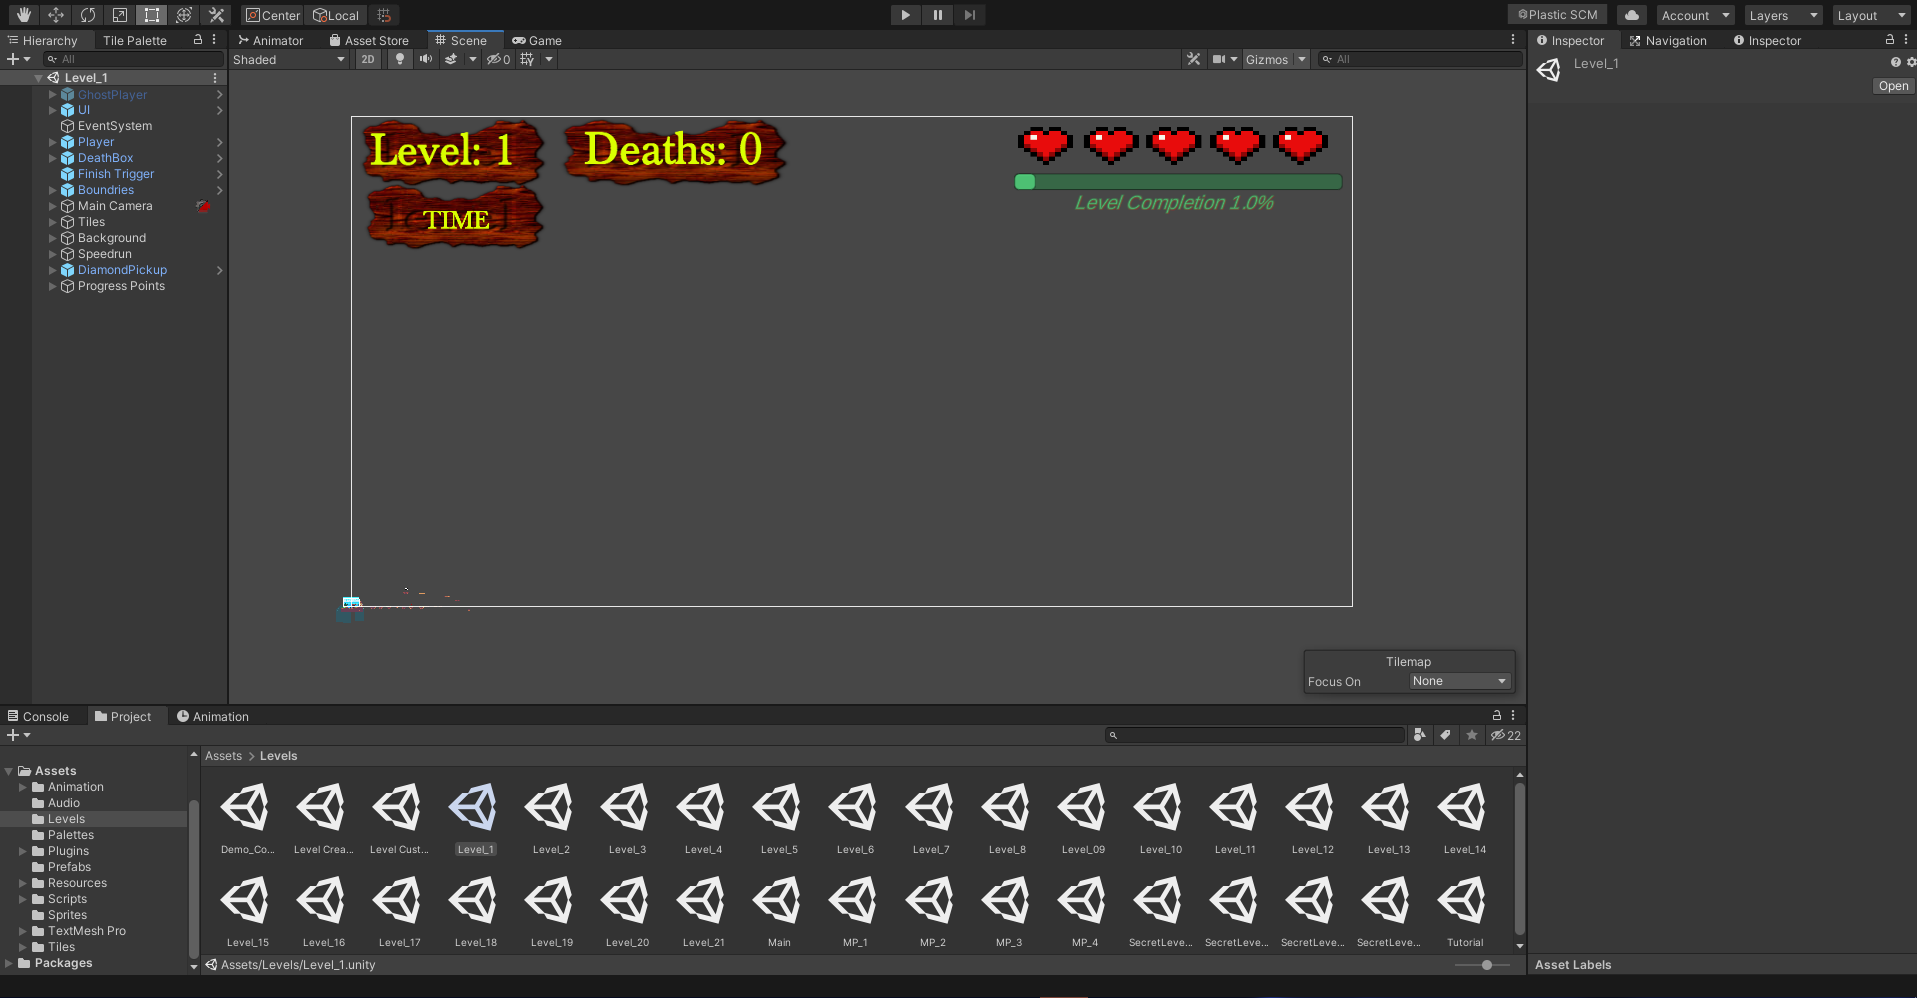 Center Local Plastic SCM Account Layers Layout
Hierarchy Tile Palette
All
Level_1
GhostPlayer
UI
EventSystem
Player
DeathBox
Finish Trigger
Boundries
Main Camera
Tiles
Background
Speedrun
DiamondPickup
Progress Points
Animator Asset Store Scene Game
Shaded 2D 0 Gizmos All
Level: 1 Deaths: 0
TIME
Level Completion 1.0%
Tilemap
Focus On None
Inspector Navigation Inspector
Level_1
Open
Console Project Animation
22
Assets
Animation
Audio
Levels
Palettes
Plugins
Prefabs
Resources
Scripts
Sprites
TextMesh Pro
Tiles
Packages
Assets > Levels
Demo_Co... Level Crea... Level Cust... Level_1 Level_2 Level_3 Level_4 Level_5 Level_6 Level_7 Level_8 Level_09 Level_10 Level_11 Level_12 Level_13 Level_14
Level_15 Level_16 Level_17 Level_18 Level_19 Level_20 Level_21 Main MP_1 MP_2 MP_3 MP_4 SecretLeve... SecretLeve... SecretLeve... SecretLeve... Tutorial
Assets/Levels/Level_1.unity
Asset Labels